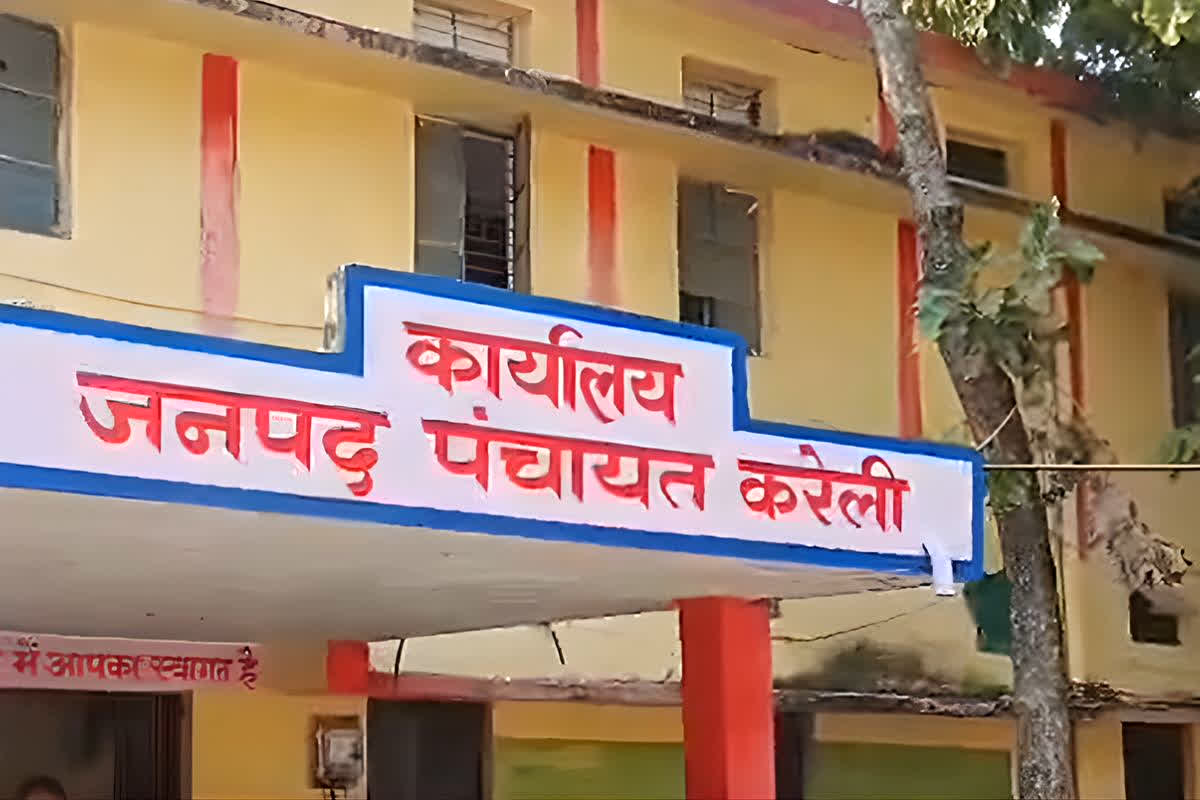 कार्यालय
जनपद पंचायत करेली
में आपका स्वागत है